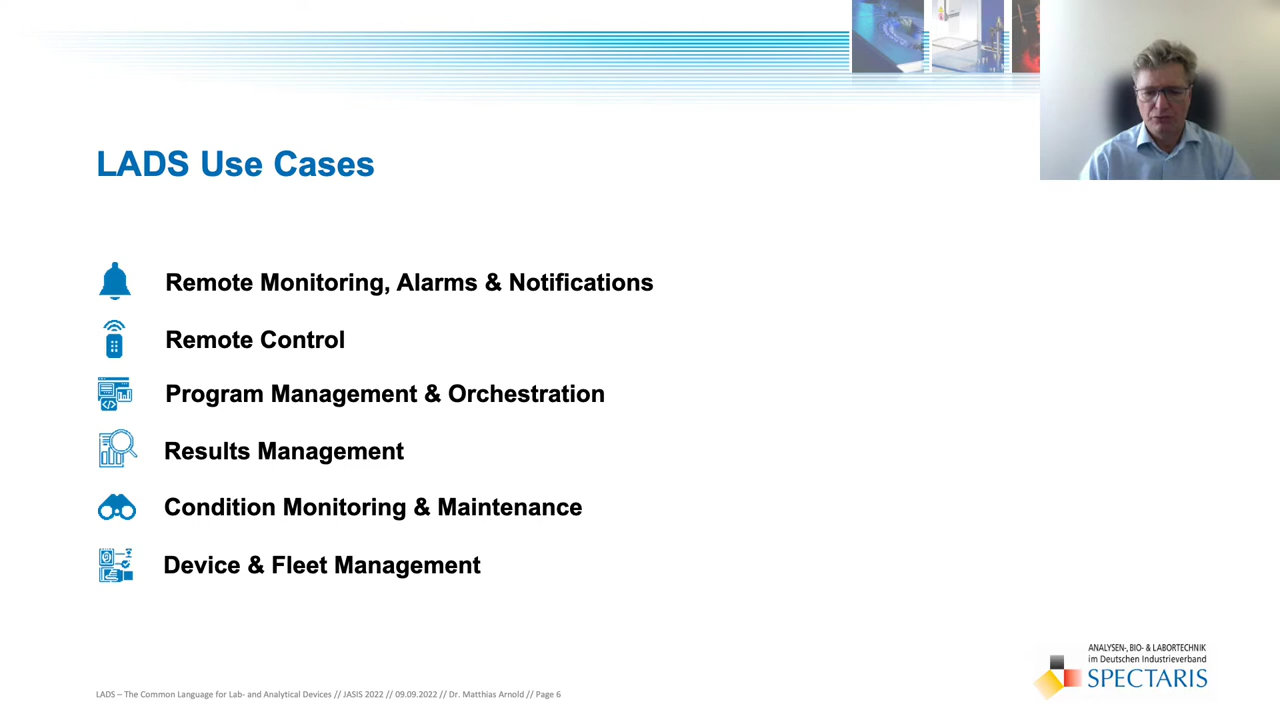 LADS Use Cases
Remote Monitoring, Alarms & Notifications
Remote Control
Program Management & Orchestration
Results Management
Condition Monitoring & Maintenance
Device & Fleet Management
ANALYSEN-, BIO- & LABORTECHNIK
im Deutschen Industrieverband
SPECTARIS
LADS – The Common Language for Lab- and Analytical Devices // JASIS 2022 // 09.09.2022 // Dr. Matthias Arnold // Page 6